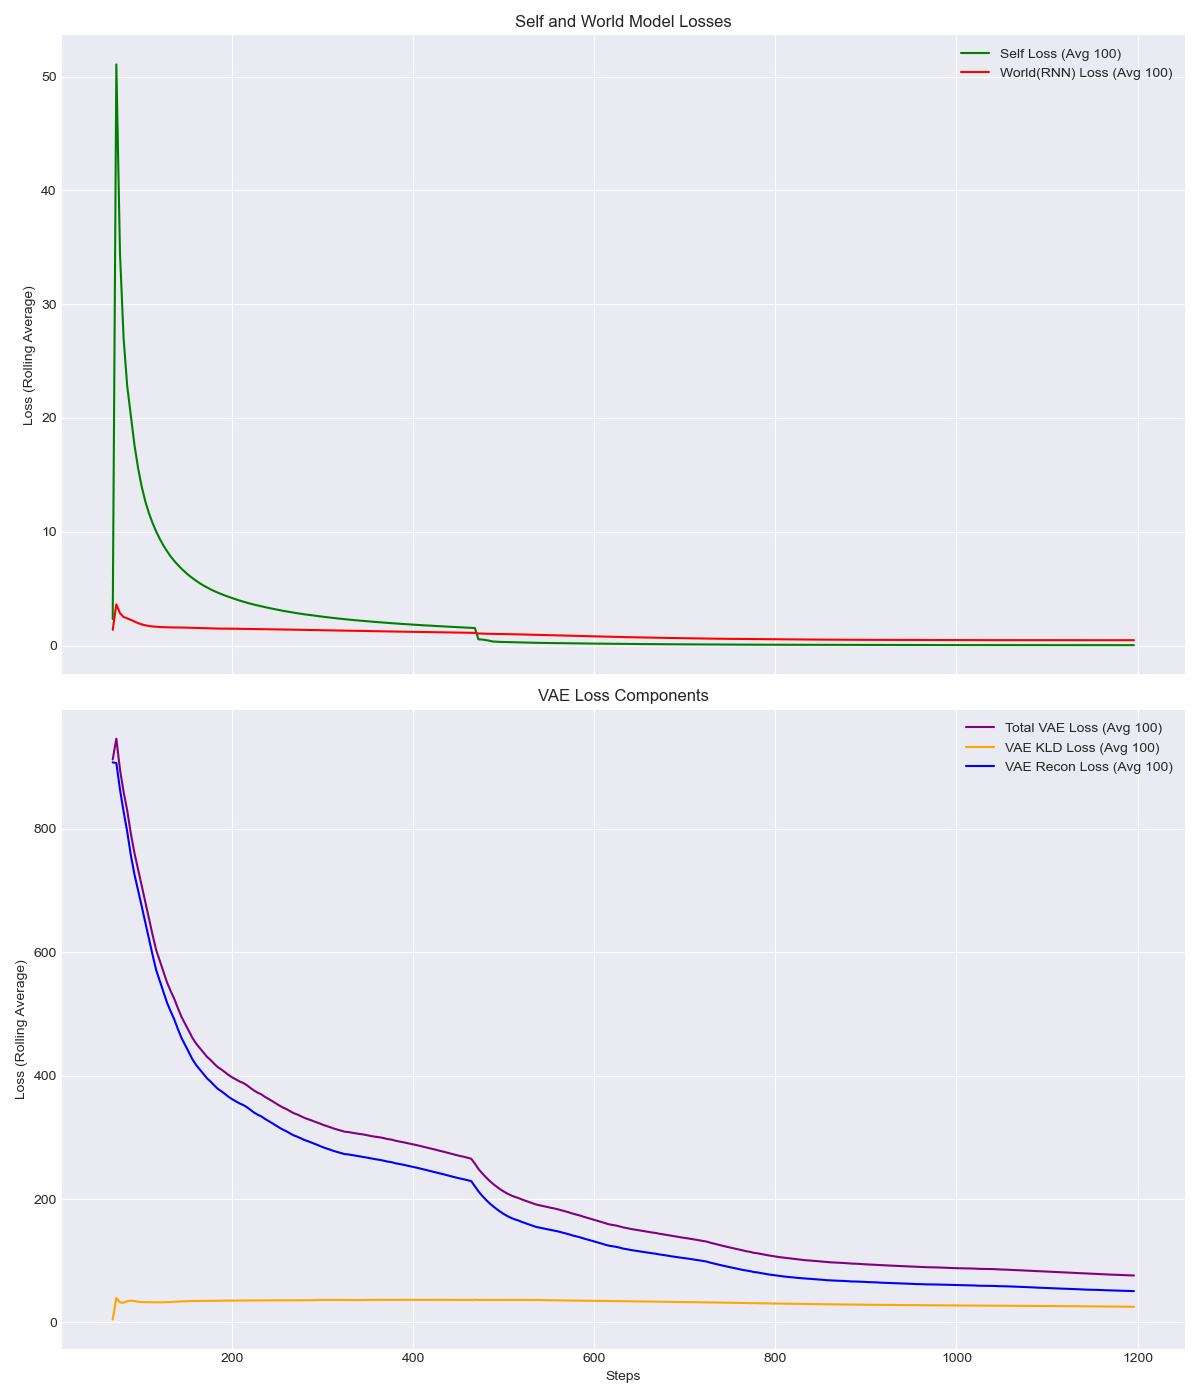 Self and World Model Losses
Self Loss (Avg 100)
World(RNN) Loss (Avg 100)
50
40
30
20
10
0
Loss (Rolling Average)
VAE Loss Components
Total VAE Loss (Avg 100)
VAE KLD Loss (Avg 100)
VAE Recon Loss (Avg 100)
800
600
400
200
0
Loss (Rolling Average)
200 400 600 800 1000 1200
Steps